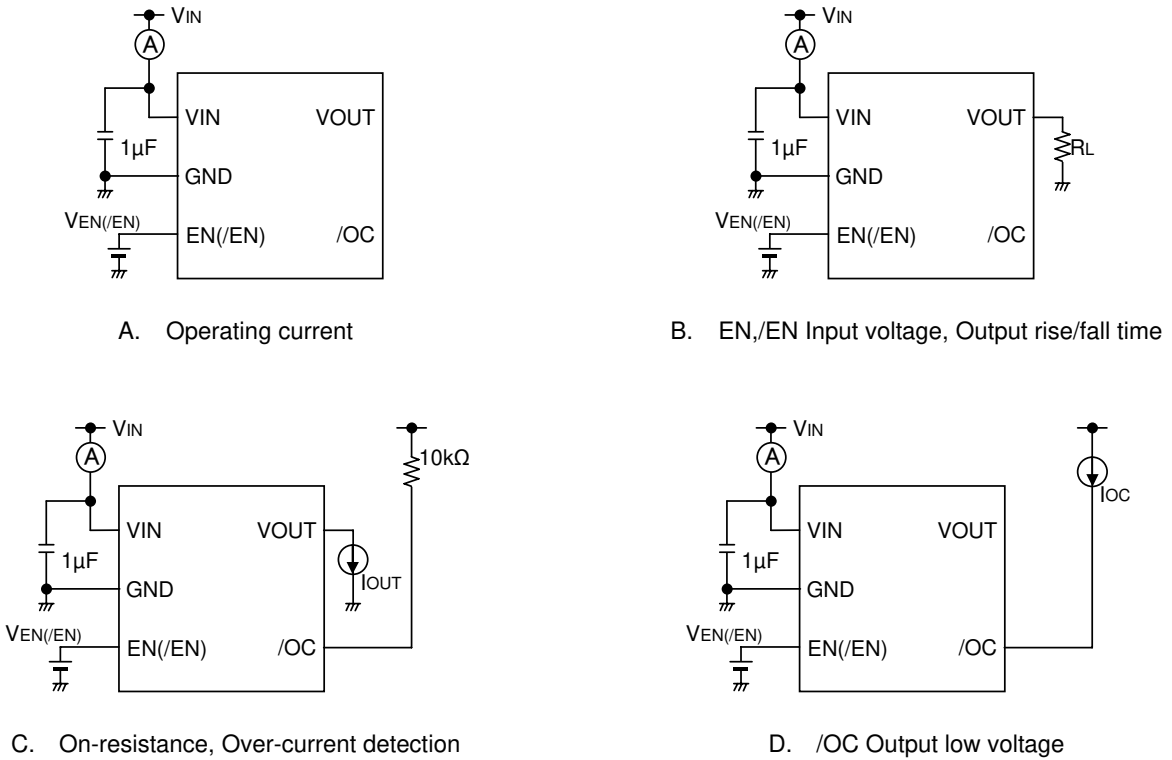 VIN
A
VIN VOUT
1µF
GND
VEN(/EN)
EN(/EN) /OC
A. Operating current
VIN
A
VIN VOUT
1µF RL
GND
VEN(/EN)
EN(/EN) /OC
B. EN,/EN Input voltage, Output rise/fall time
VIN
A 10kΩ
VIN VOUT
1µF IOUT
GND
VEN(/EN)
EN(/EN) /OC
C. On-resistance, Over-current detection
VIN
A
IOC
VIN VOUT
1µF
GND
VEN(/EN)
EN(/EN) /OC
D. /OC Output low voltage